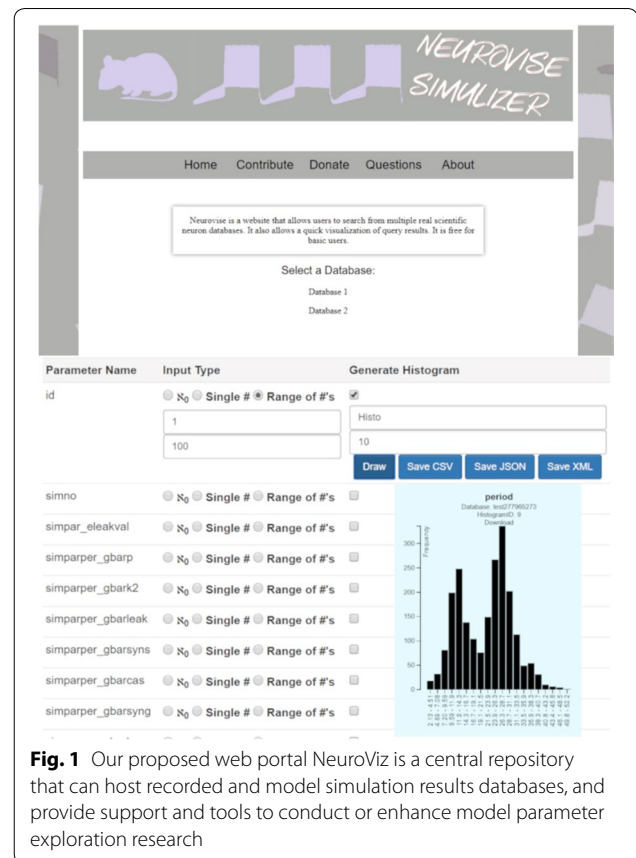 NEUROVISE
SIMULIZER
Home Contribute Donate Questions About
Neurovise is a website that allows users to search from multiple real scientific
neuron databases. It also allows a quick visualization of query results. It is free for
basic users.
Select a Database:
Database 1
Database 2
Parameter Name Input Type Generate Histogram
id ℵ0 Single # Range of #'s
1
100
Histo
10
Draw Save CSV Save JSON Save XML
simno ℵ0 Single # Range of #'s
simpar_eleakval ℵ0 Single # Range of #'s
simparper_gbarp ℵ0 Single # Range of #'s
simparper_gbark2 ℵ0 Single # Range of #'s
simparper_gbarleak ℵ0 Single # Range of #'s
simparper_gbarsyns ℵ0 Single # Range of #'s
simparper_gbarcas ℵ0 Single # Range of #'s
simparper_gbarsyng ℵ0 Single # Range of #'s
period
Database: test277965273
HistogramID: 9
Download
Frequency
300
250
200
150
100
50
0
Fig. 1 Our proposed web portal NeuroViz is a central repository
that can host recorded and model simulation results databases, and
provide support and tools to conduct or enhance model parameter
exploration research